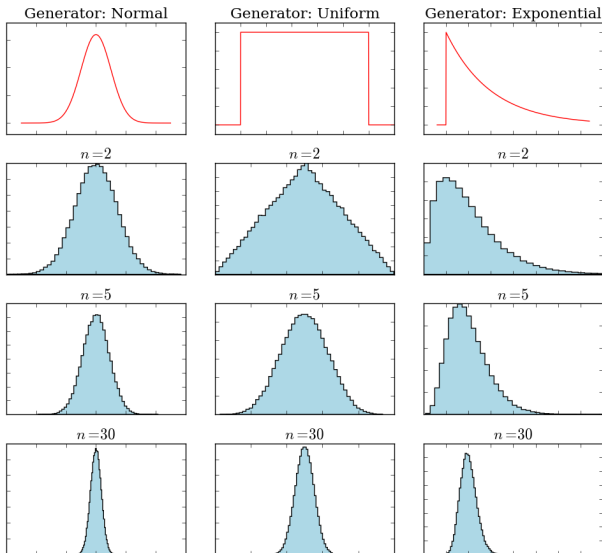 Generator: Normal
Generator: Uniform
Generator: Exponential
n=2
n=2
n=2
n=5
n=5
n=5
n=30
n=30
n=30